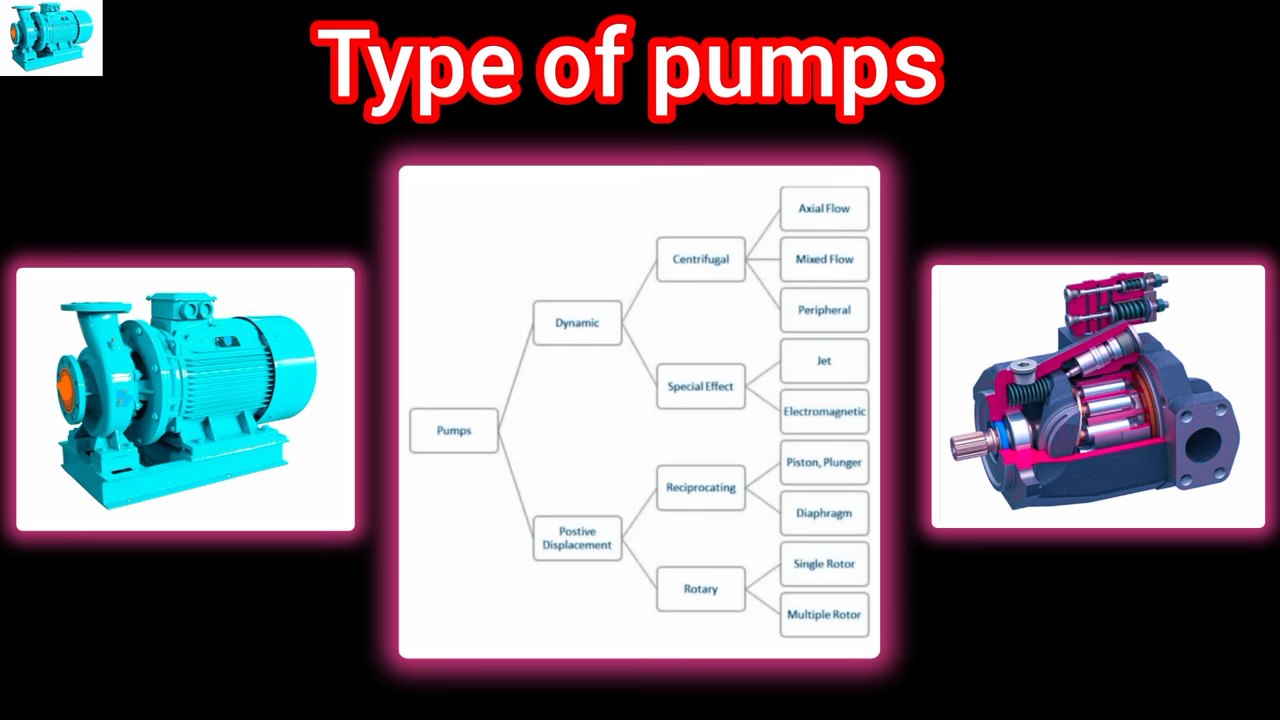 Type of pumps
Axial Flow
Centrifugal
Mixed Flow
Peripheral
Dynamic
Jet
Special Effect
Electromagnetic
Pumps
Piston, Plunger
Reciprocating
Diaphragm
Postive
Displacement
Single Rotor
Rotary
Multiple Rotor